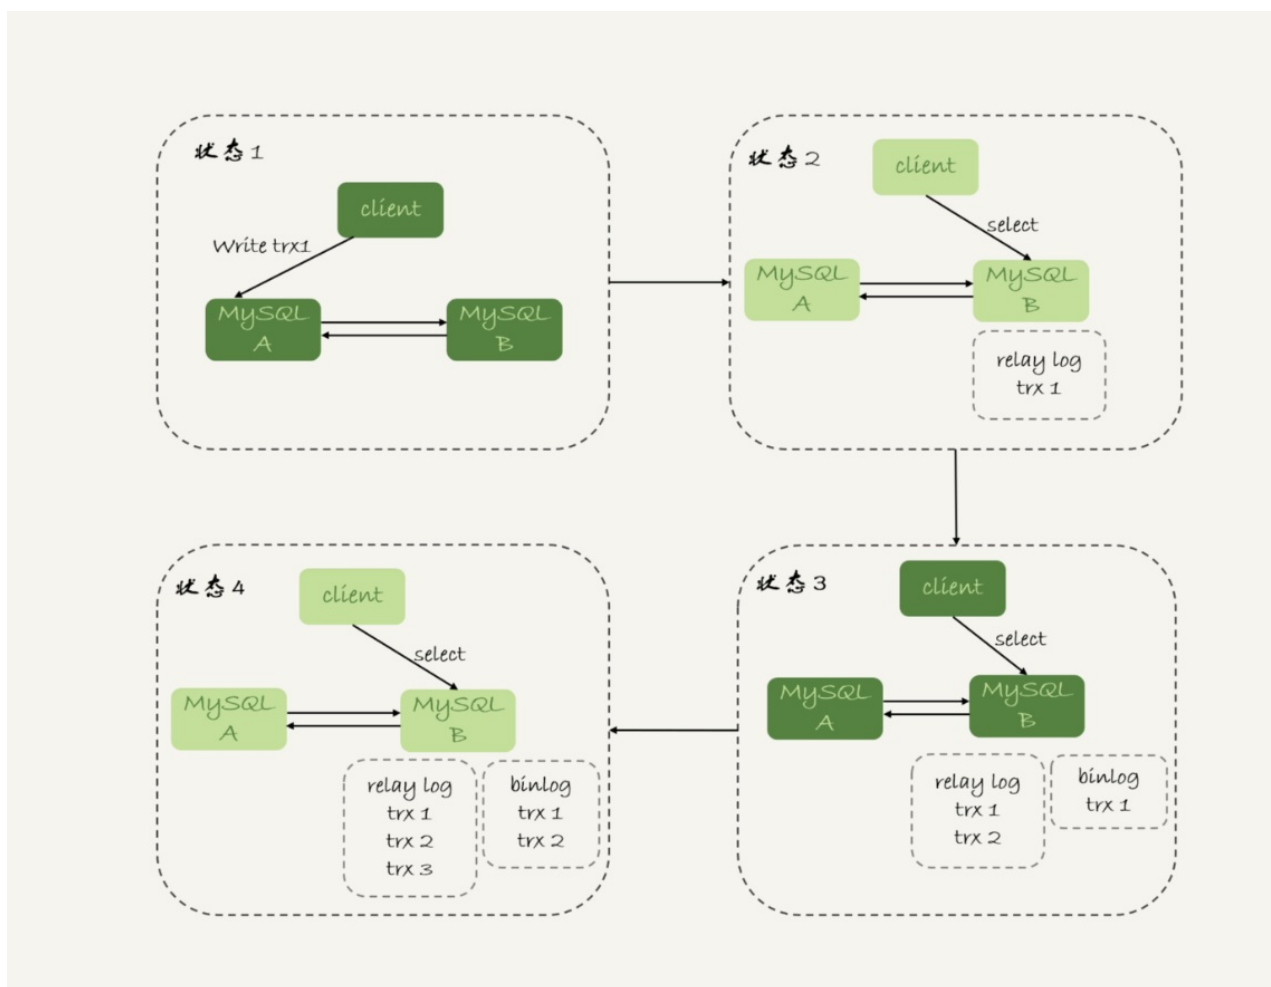 状态1
client
Write trx1
MySQL
A
MySQL
B
状态2
client
select
MySQL
A
MySQL
B
relay log
trx 1
状态3
client
select
MySQL
A
MySQL
B
relay log
trx 1
trx 2
binlog
trx 1
状态4
client
select
MySQL
A
MySQL
B
relay log
trx 1
trx 2
trx 3
binlog
trx 1
trx 2